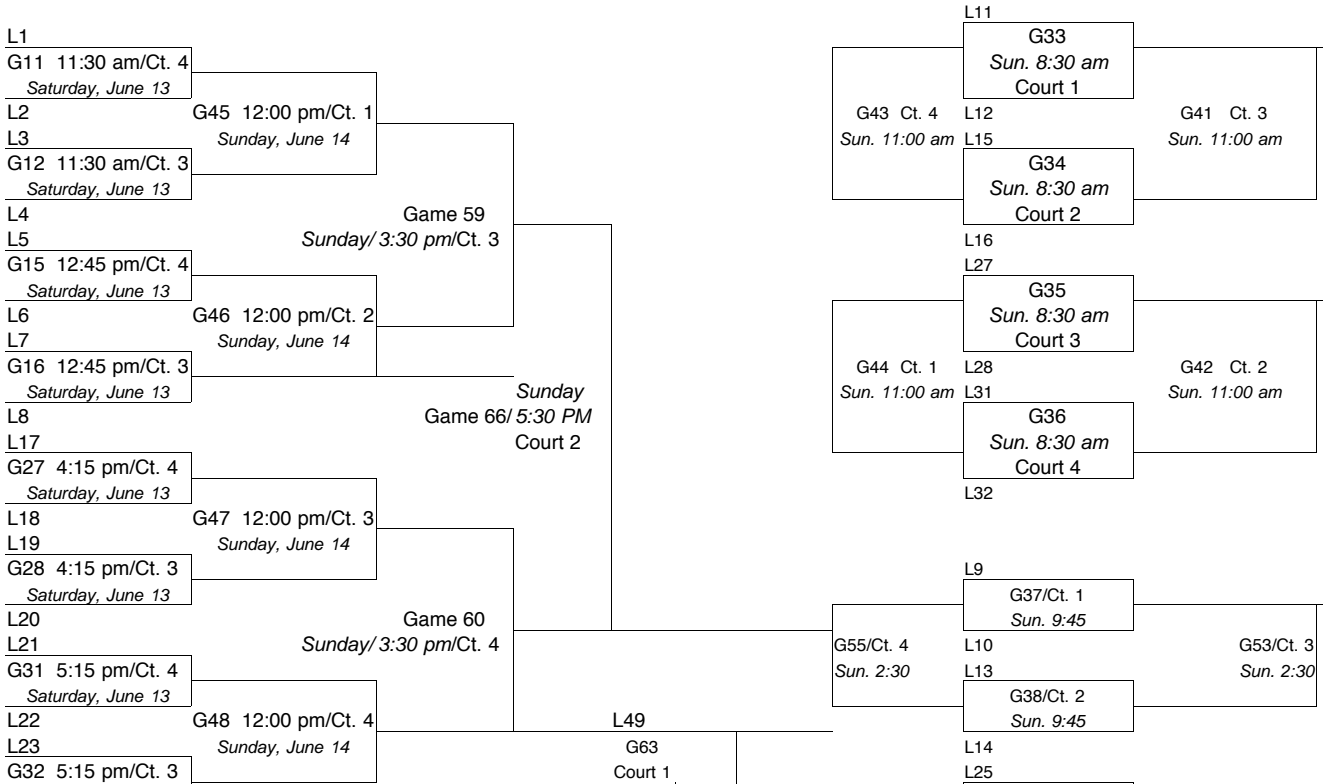 L1
G11 11:30 am/Ct. 4
Saturday, June 13
L2
G45 12:00 pm/Ct. 1
Sunday, June 14
L3
G12 11:30 am/Ct. 3
Saturday, June 13
L4
Game 59
Sunday/ 3:30 pm/Ct. 3
L5
G15 12:45 pm/Ct. 4
Saturday, June 13
L6
G46 12:00 pm/Ct. 2
Sunday, June 14
L7
G16 12:45 pm/Ct. 3
Saturday, June 13
L8
Sunday
Game 66/ 5:30 PM
Court 2
L17
G27 4:15 pm/Ct. 4
Saturday, June 13
L18
G47 12:00 pm/Ct. 3
Sunday, June 14
L19
G28 4:15 pm/Ct. 3
Saturday, June 13
L20
Game 60
Sunday/ 3:30 pm/Ct. 4
L21
G31 5:15 pm/Ct. 4
Saturday, June 13
L22
G48 12:00 pm/Ct. 4
Sunday, June 14
L23
G32 5:15 pm/Ct. 3
L49
G63
Court 1
L11
G33
Sun. 8:30 am
Court 1
G43 Ct. 4
Sun. 11:00 am
L12
L15
G41 Ct. 3
Sun. 11:00 am
G34
Sun. 8:30 am
Court 2
L16
L27
G35
Sun. 8:30 am
Court 3
G44 Ct. 1
Sun. 11:00 am
L28
L31
G42 Ct. 2
Sun. 11:00 am
G36
Sun. 8:30 am
Court 4
L32
L9
G37/Ct. 1
Sun. 9:45
G55/Ct. 4
Sun. 2:30
L10
L13
G53/Ct. 3
Sun. 2:30
G38/Ct. 2
Sun. 9:45
L14
L25